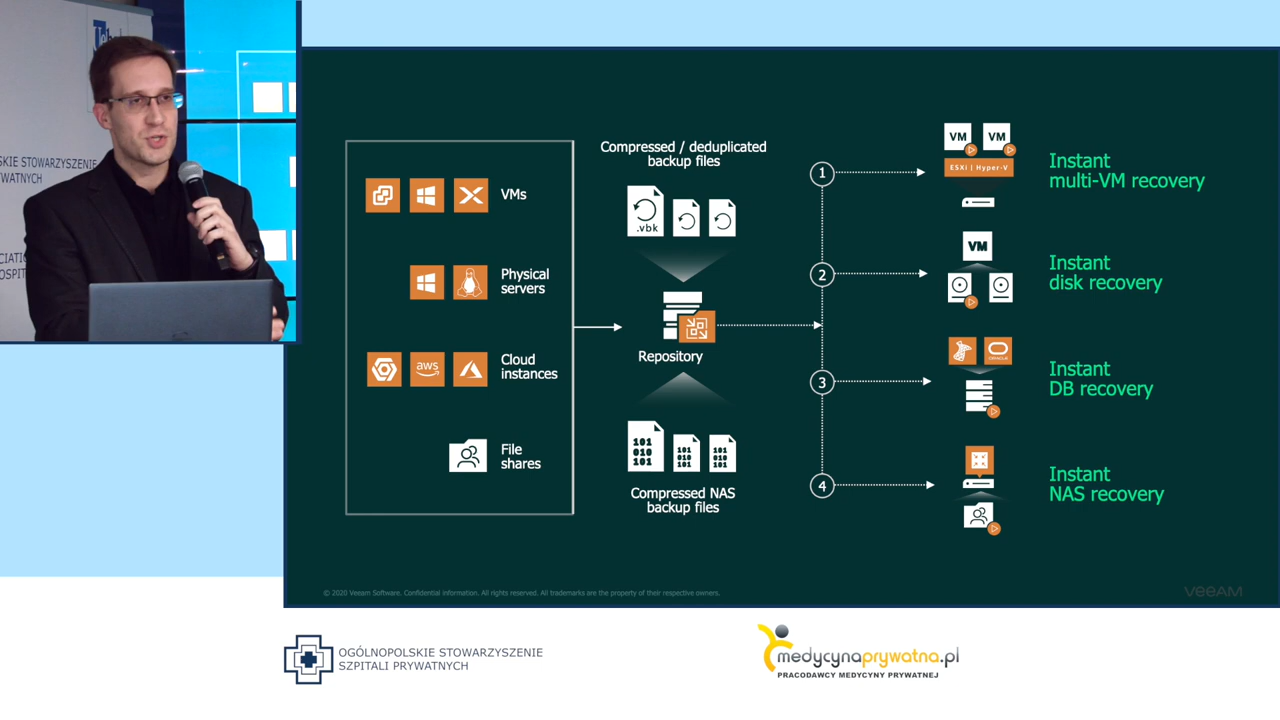 SKIE STOWARZYSZENIE
YWATNYCH
VMs
Physical
servers
aws
Cloud
instances
File
shares
Compressed / deduplicated
backup files
.vbk
Repository
101
010
101
101
010
101
101
010
101
Compressed NAS
backup files
1
2
3
4
VM
VM
ESXi | Hyper-V
Instant
multi-VM recovery
VM
Instant
disk recovery
ORACLE
Instant
DB recovery
Instant
NAS recovery
© 2020 Veeam Software. Confidential information. All rights reserved. All trademarks are the property of their respective owners.
VEEAM
OGÓLNOPOLSKIE STOWARZYSZENIE
SZPITALI PRYWATNYCH
medycynaprywatna.pl
PRACODAWCY MEDYCYNY PRYWATNEJ